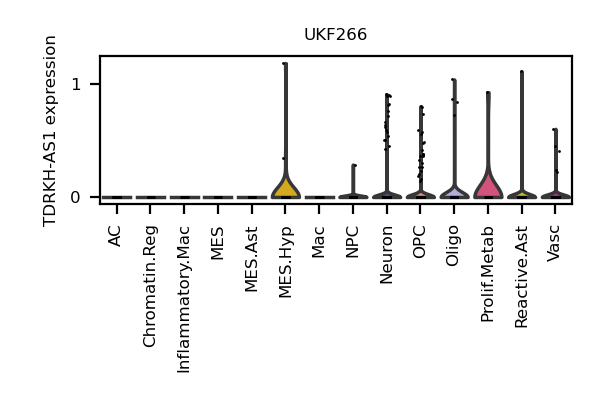 UKF266
TDRKH-AS1 expression
1
0
AC
Chromatin.Reg
Inflammatory.Mac
MES
MES.Ast
MES.Hyp
Mac
NPC
Neuron
OPC
Oligo
Prolif.Metab
Reactive.Ast
Vasc